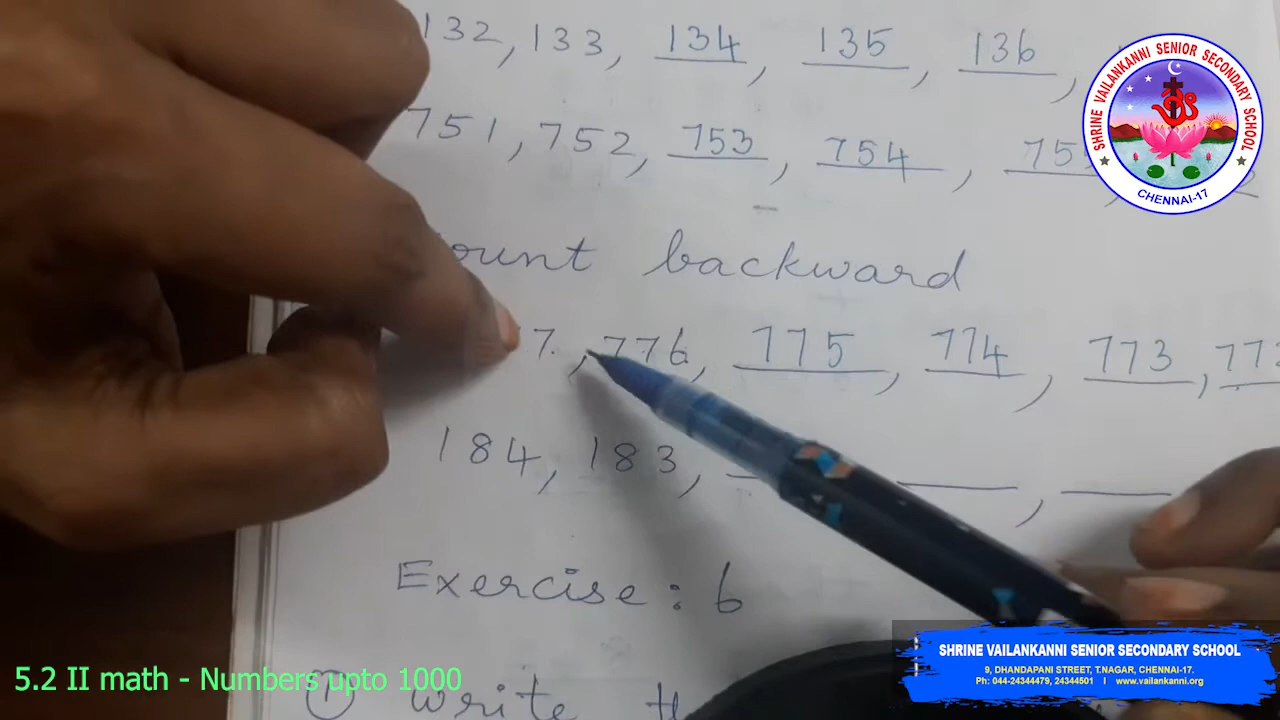 132, 133, 134, 135, 136,
751, 752, 753, 754,
backward
776, 775, 774, 773,
184, 183,
Exercise: 6
1 write
SHRINE VAILANKANNI SENIOR SECONDARY SCHOOL
CHENNAI-17
5.2 II math - Numbers upto 1000
SHRINE VAILANKANNI SENIOR SECONDARY SCHOOL
9, DHANDAPANI STREET, T.NAGAR, CHENNAI-17.
Ph: 044-24344479, 24344501 I www.vailankanni.org